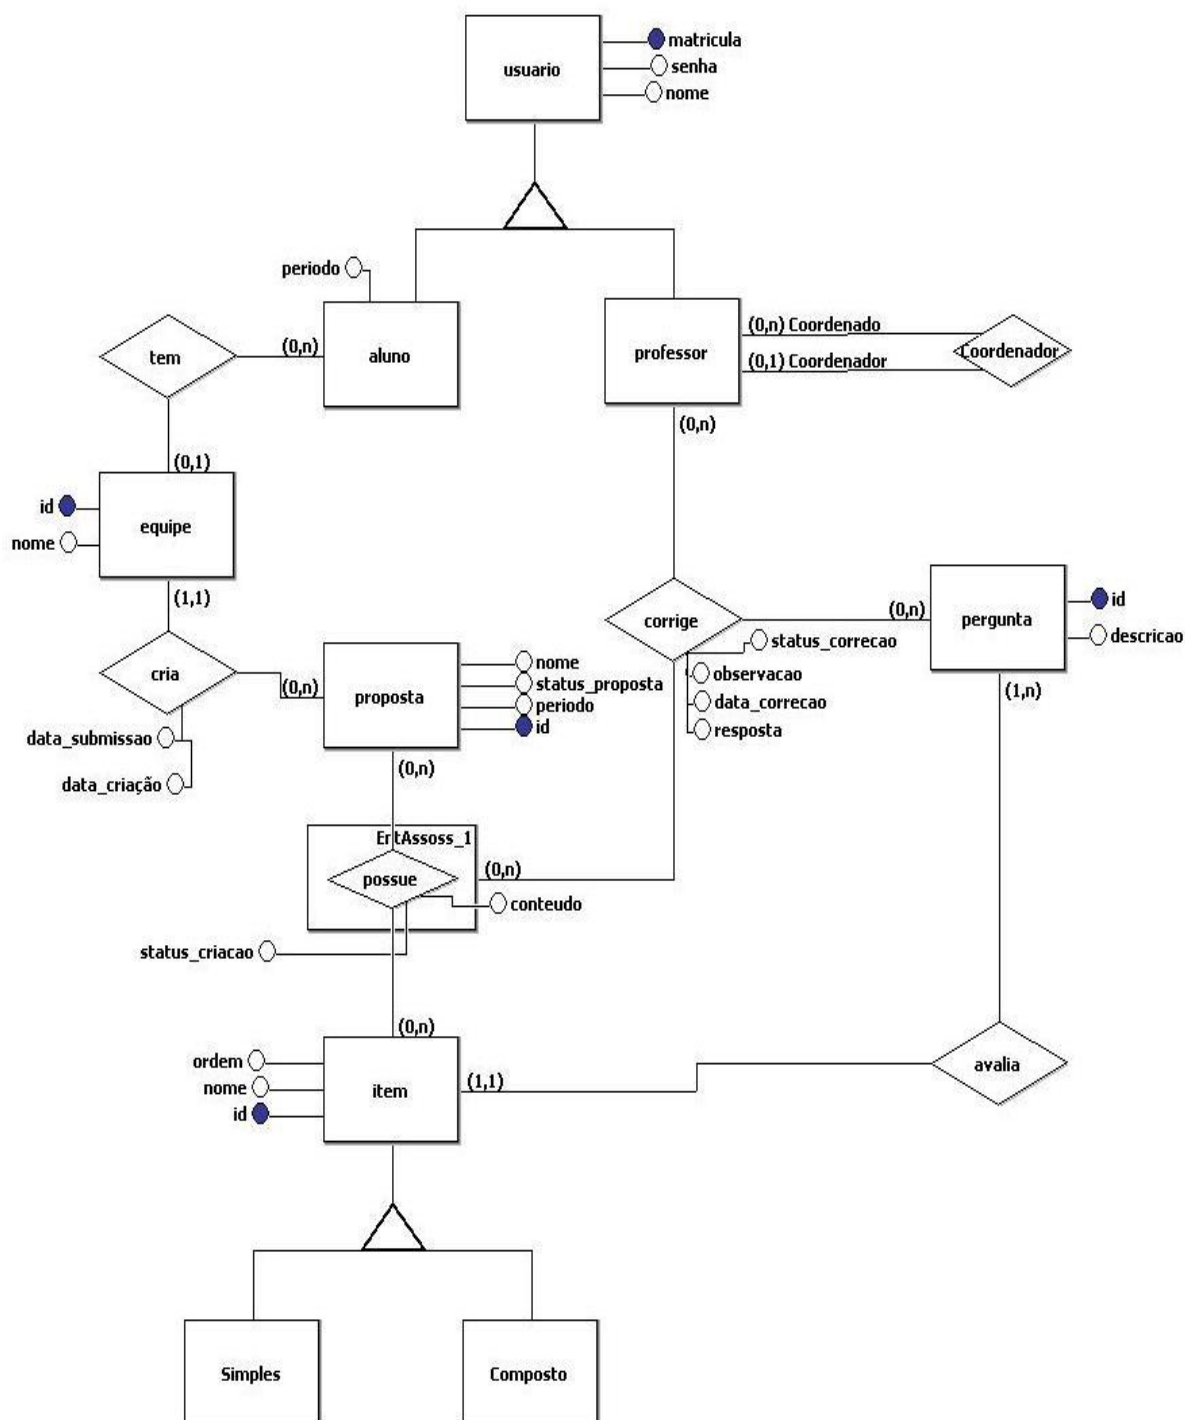 usuario
matricula
senha
nome
periodo
aluno
(0,n)
tem
(0,1)
professor
(0,n) Coordenado
(0,1) Coordenador
Coordenador
(0,n)
id
nome
equipe
(1,1)
cria
(0,n)
data_submissao
data_criação
proposta
nome
status_proposta
periodo
id
(0,n)
corrige
status_correcao
observacao
data_correcao
resposta
(0,n)
pergunta
id
descricao
(1,n)
EntAssoss_1
possue
(0,n)
conteudo
status_criacao
(0,n)
ordem
nome
id
item
(1,1)
avalia
Simples
Composto